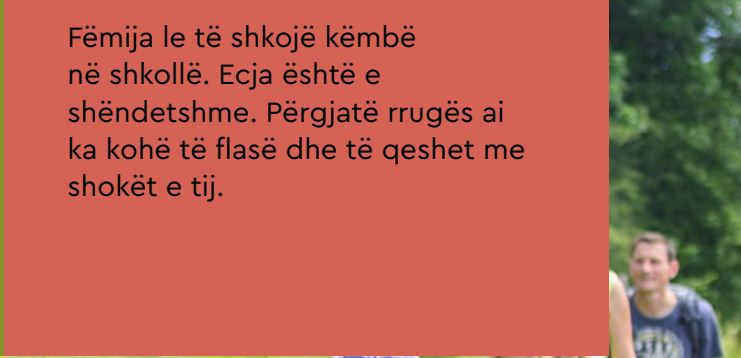 Fëmija le të shkojë këmbë
në shkollë. Ecja është e
shëndetshme. Përgjatë rrugës ai
ka kohë të flasë dhe të qeshet me
shokët e tij.